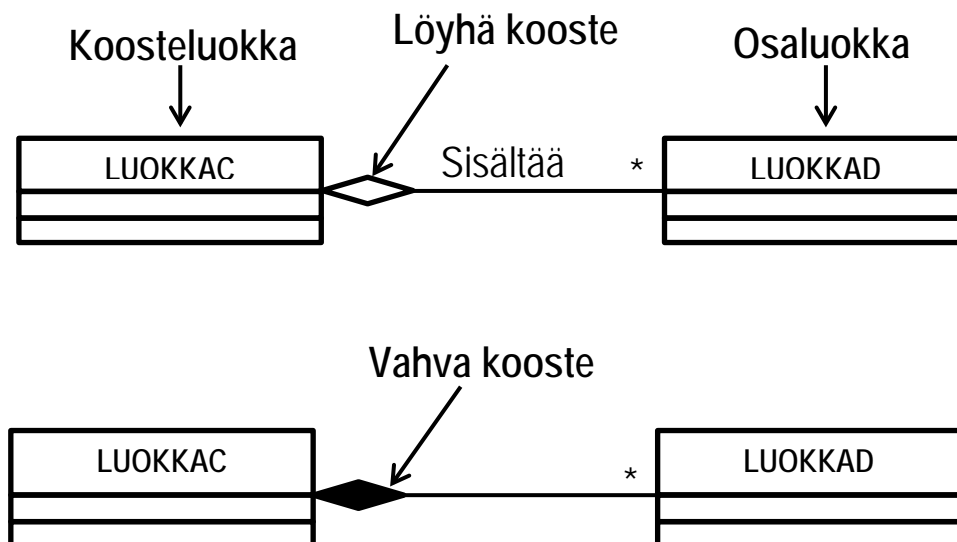 Koosteluokka
Löyhä kooste
Osaluokka
LUOKKAC
Sisältää
*
LUOKKAD
Vahva kooste
LUOKKAC
*
LUOKKAD